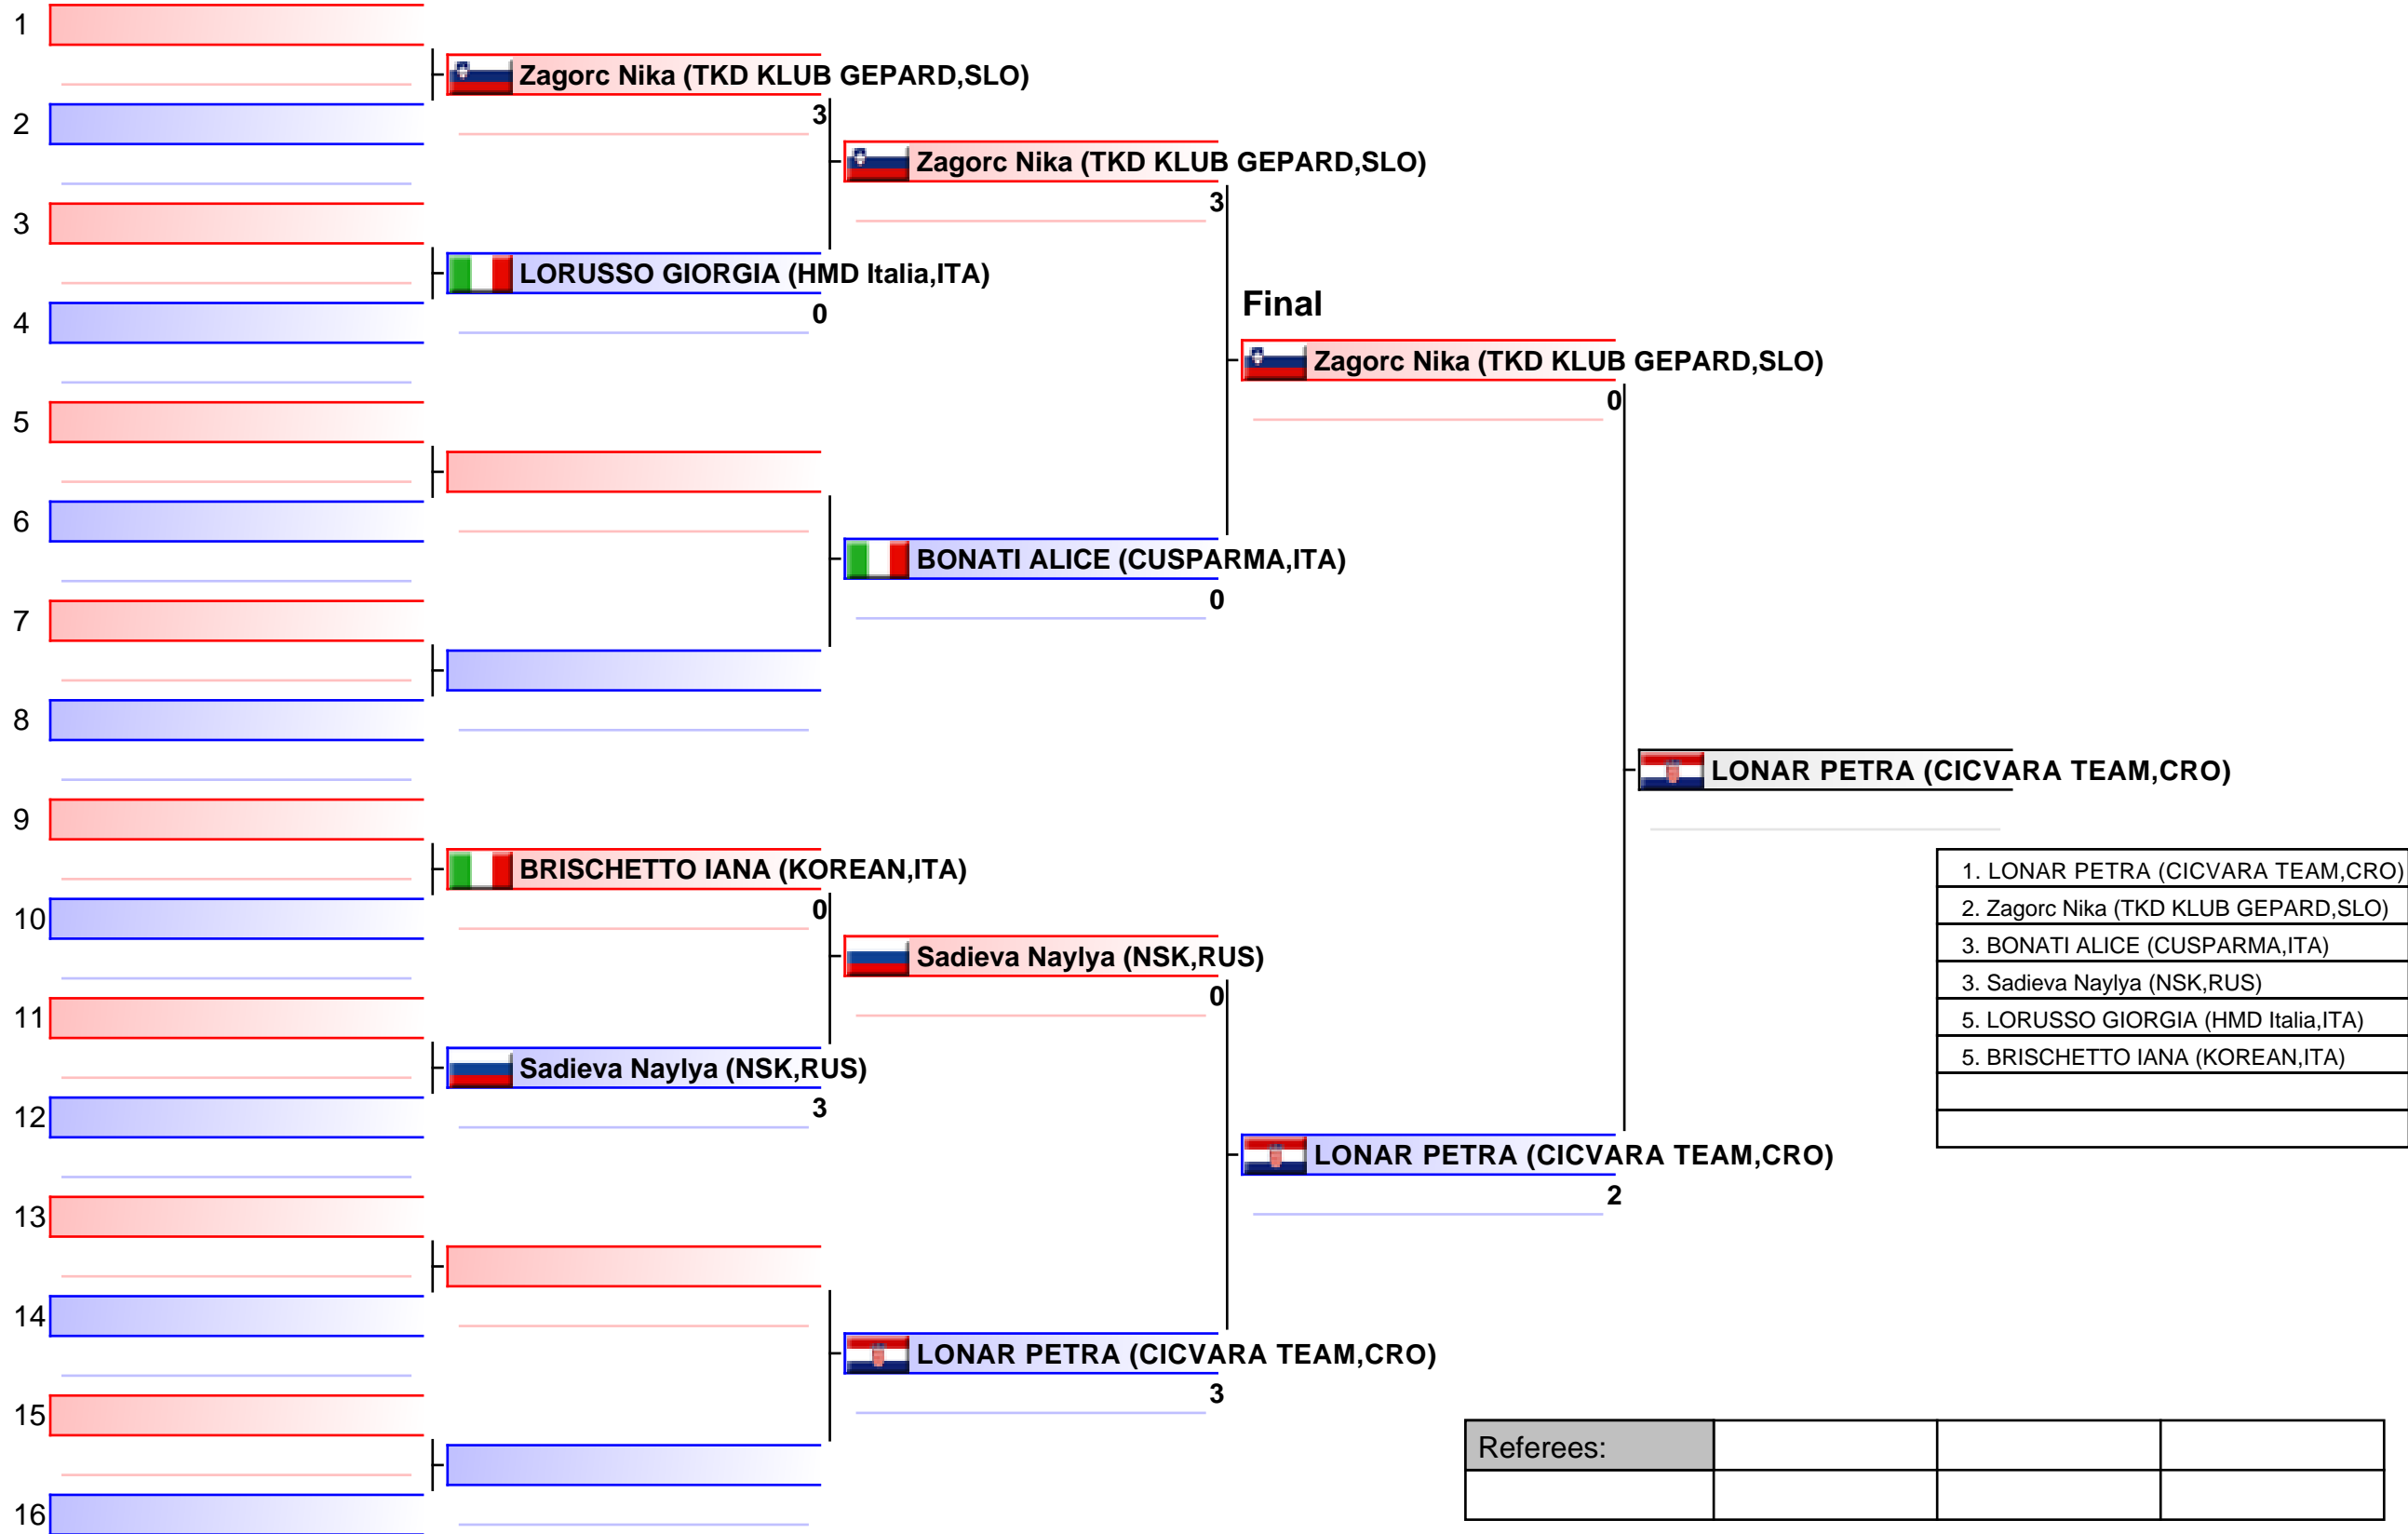 1
Zagorc Nika (TKD KLUB GEPARD,SLO)
3
2
Zagorc Nika (TKD KLUB GEPARD,SLO)
3
3
LORUSSO GIORGIA (HMD Italia,ITA)
0
4
Final
Zagorc Nika (TKD KLUB GEPARD,SLO)
0
5
6
BONATI ALICE (CUSPARMA,ITA)
0
7
8
LONAR PETRA (CICVARA TEAM,CRO)
9
BRISCHETTO IANA (KOREAN,ITA)
0
10
Sadieva Naylya (NSK,RUS)
0
11
Sadieva Naylya (NSK,RUS)
3
12
LONAR PETRA (CICVARA TEAM,CRO)
2
13
14
LONAR PETRA (CICVARA TEAM,CRO)
3
15
16
1. LONAR PETRA (CICVARA TEAM,CRO)
2. Zagorc Nika (TKD KLUB GEPARD,SLO)
3. BONATI ALICE (CUSPARMA,ITA)
3. Sadieva Naylya (NSK,RUS)
5. LORUSSO GIORGIA (HMD Italia,ITA)
5. BRISCHETTO IANA (KOREAN,ITA)
Referees: